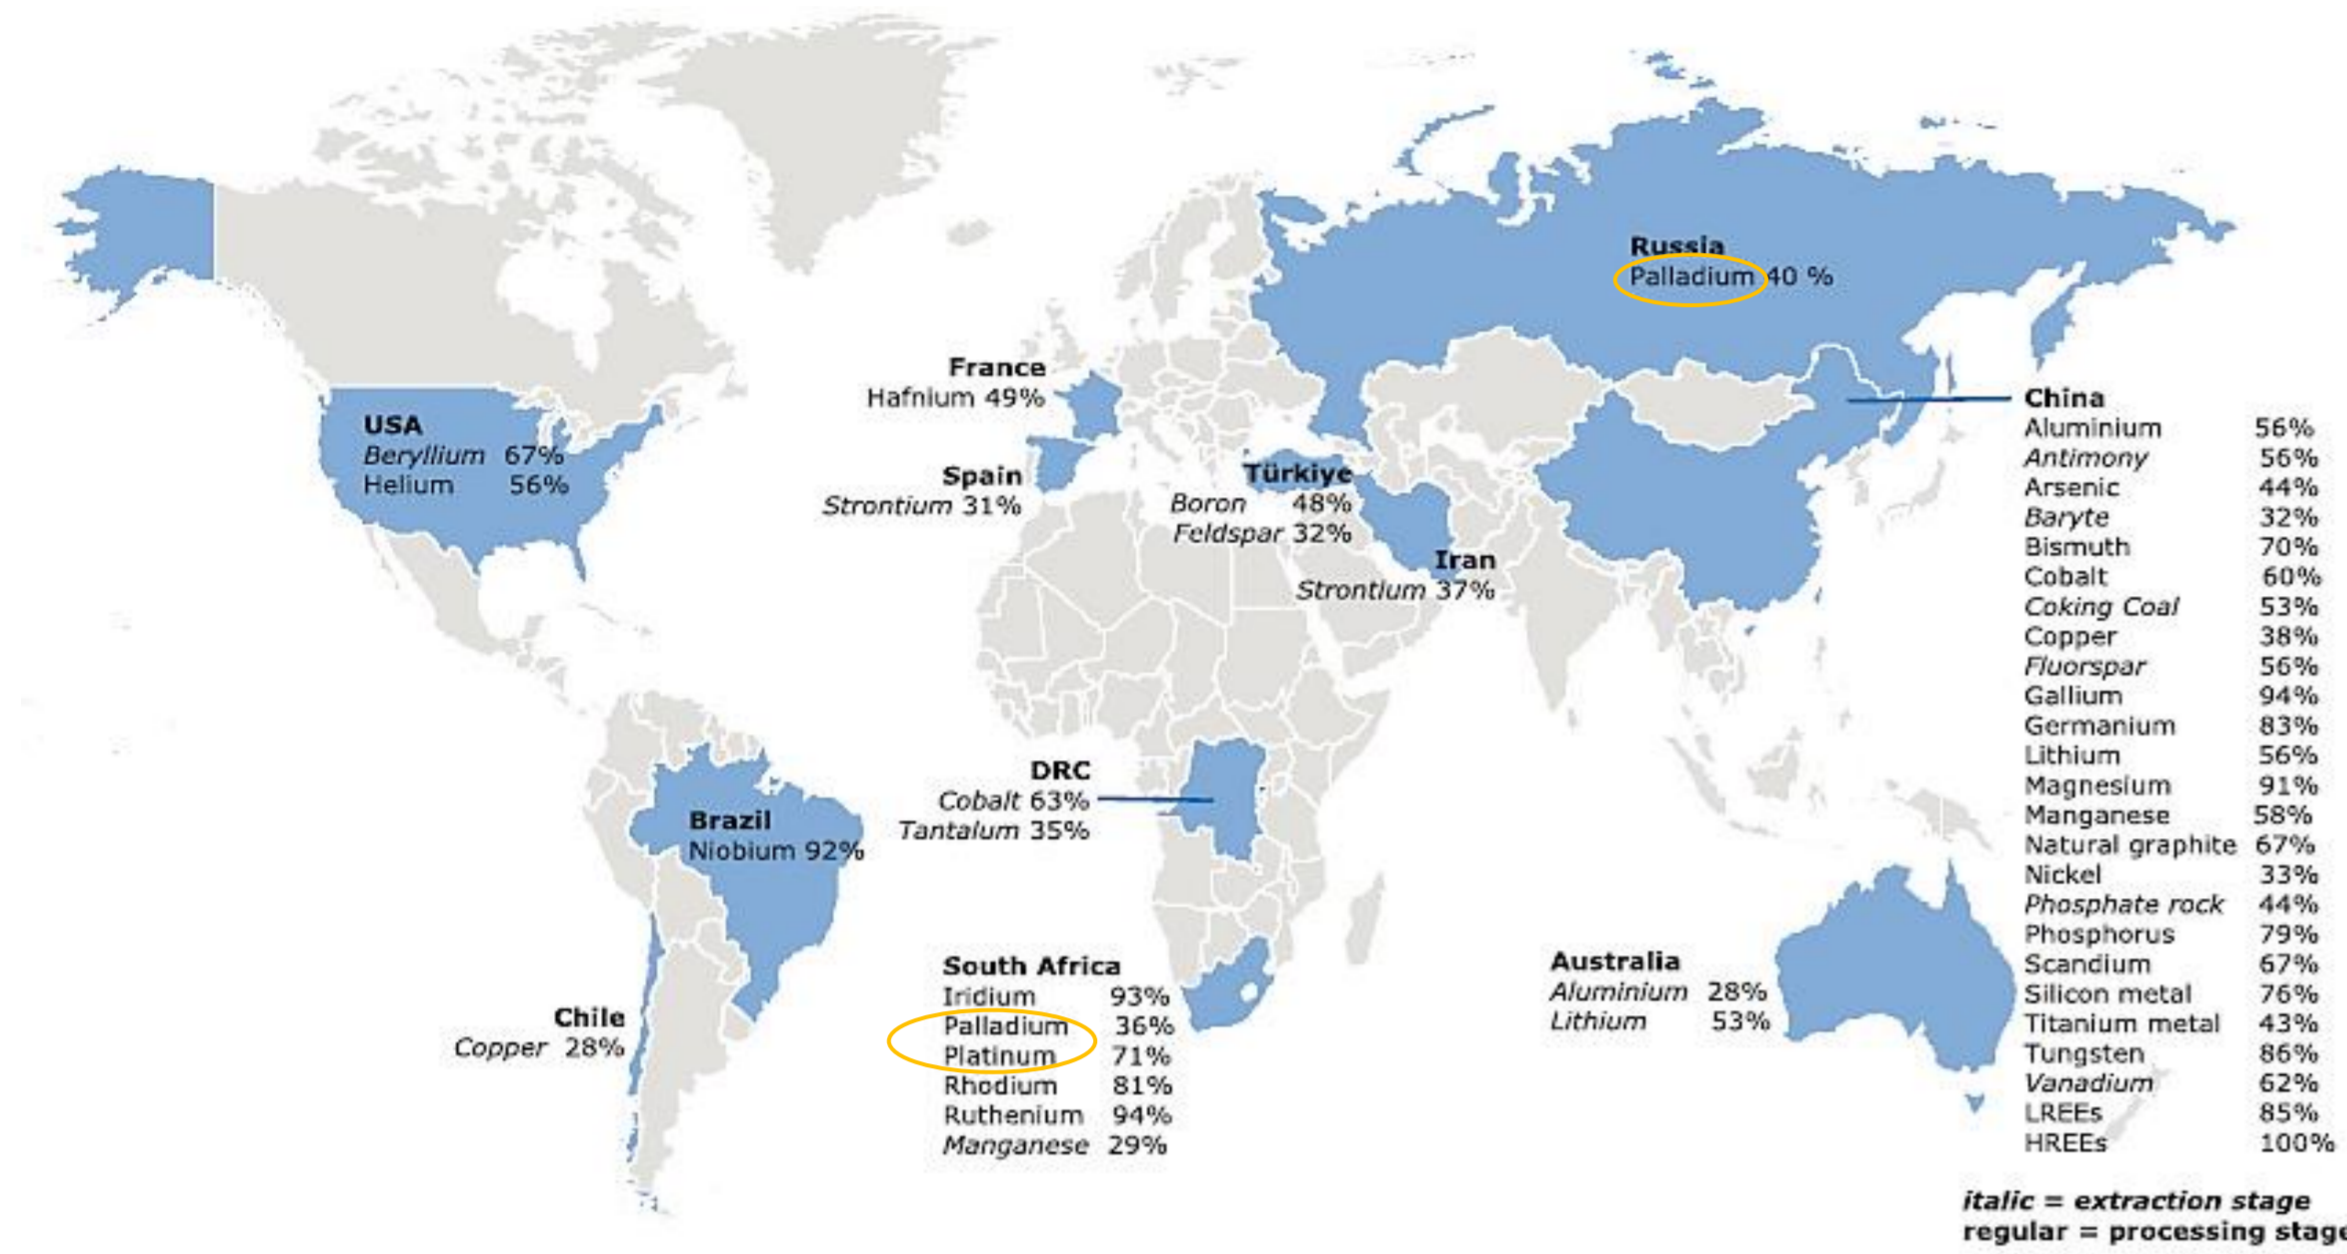 Russia
Palladium 40 %
France
Hafnium 49%
USA
Beryllium 67%
Helium 56%
Spain
Strontium 31%
Türkiye
Boron 48%
Feldspar 32%
Iran
Strontium 37%
China
Aluminium 56%
Antimony 56%
Arsenic 44%
Baryte 32%
Bismuth 70%
Cobalt 60%
Coking Coal 53%
Copper 38%
Fluorspar 56%
Gallium 94%
Germanium 83%
Lithium 56%
Magnesium 91%
Manganese 58%
Natural graphite 67%
Nickel 33%
Phosphate rock 44%
Phosphorus 79%
Scandium 67%
Silicon metal 76%
Titanium metal 43%
Tungsten 86%
Vanadium 62%
LREEs 85%
HREEs 100%
DRC
Cobalt 63%
Tantalum 35%
Brazil
Niobium 92%
South Africa
Iridium 93%
Palladium 36%
Platinum 71%
Rhodium 81%
Ruthenium 94%
Manganese 29%
Australia
Aluminium 28%
Lithium 53%
Chile
Copper 28%
italic = extraction stage
regular = processing stage